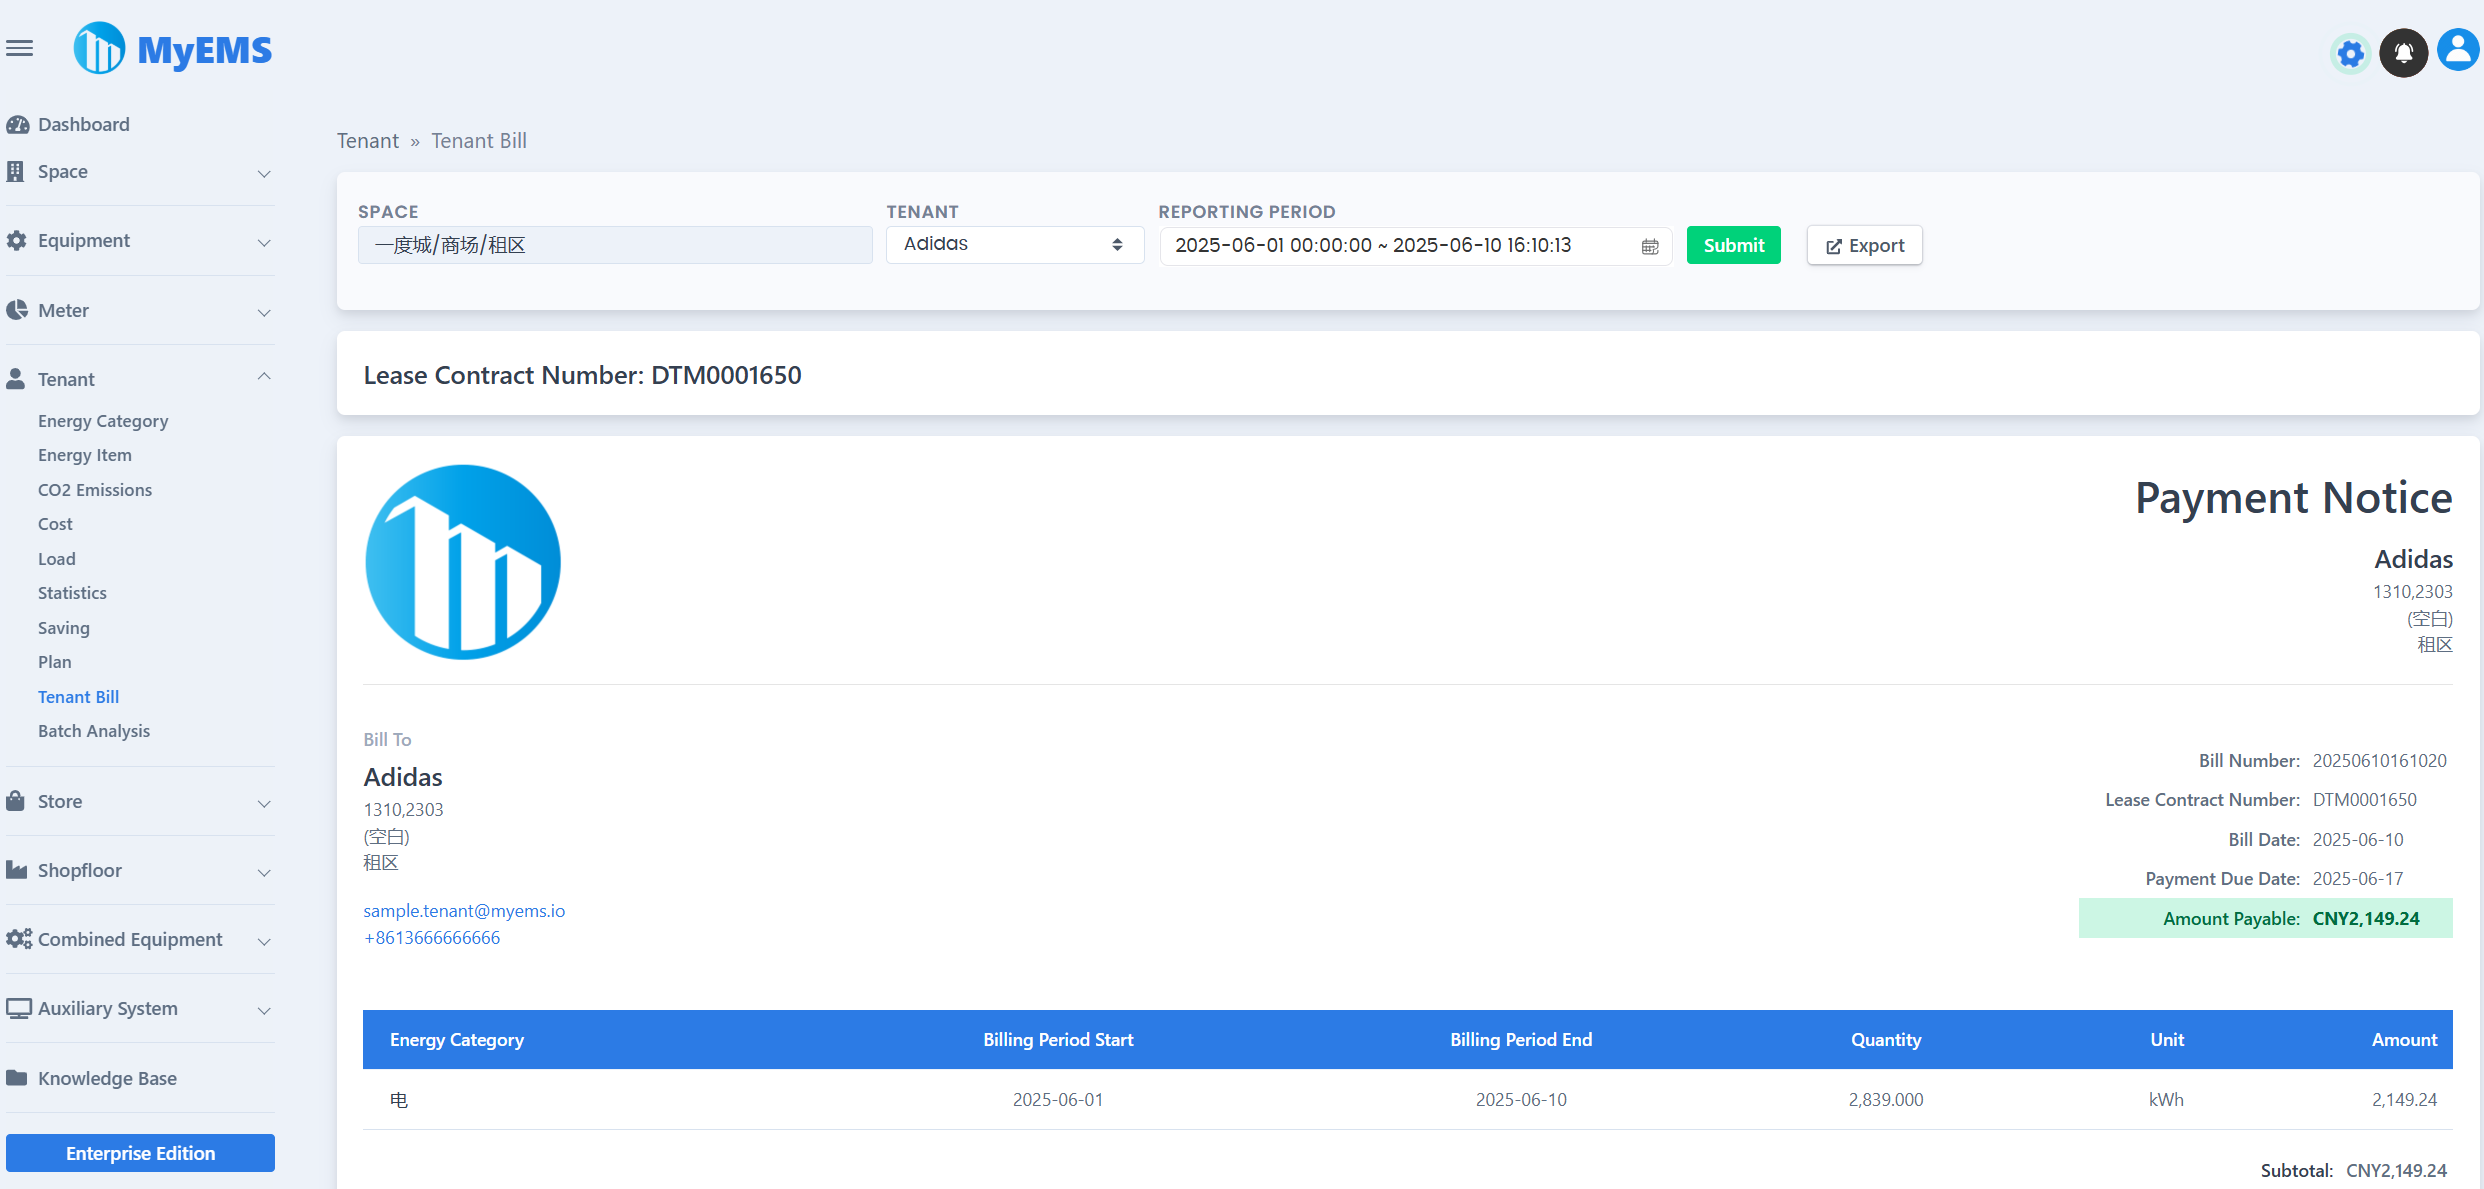 MyEMS
Dashboard
Space
Equipment
Meter
Tenant
Energy Category
Energy Item
CO2 Emissions
Cost
Load
Statistics
Saving
Plan
Tenant Bill
Batch Analysis
Store
Shopfloor
Combined Equipment
Auxiliary System
Knowledge Base
Enterprise Edition
Tenant » Tenant Bill
SPACE
一度城/商场/租区
TENANT
Adidas
REPORTING PERIOD
2025-06-01 00:00:00 ~ 2025-06-10 16:10:13
Submit
Export
Lease Contract Number: DTM0001650
Payment Notice
Adidas
1310,2303
(空白)
租区
Bill To
Adidas
1310,2303
(空白)
租区
sample.tenant@myems.io
+8613666666666
Bill Number: 20250610161020
Lease Contract Number: DTM0001650
Bill Date: 2025-06-10
Payment Due Date: 2025-06-17
Amount Payable: CNY2,149.24
Energy Category Billing Period Start Billing Period End Quantity Unit Amount
电 2025-06-01 2025-06-10 2,839.000 kWh 2,149.24
Subtotal: CNY2,149.24